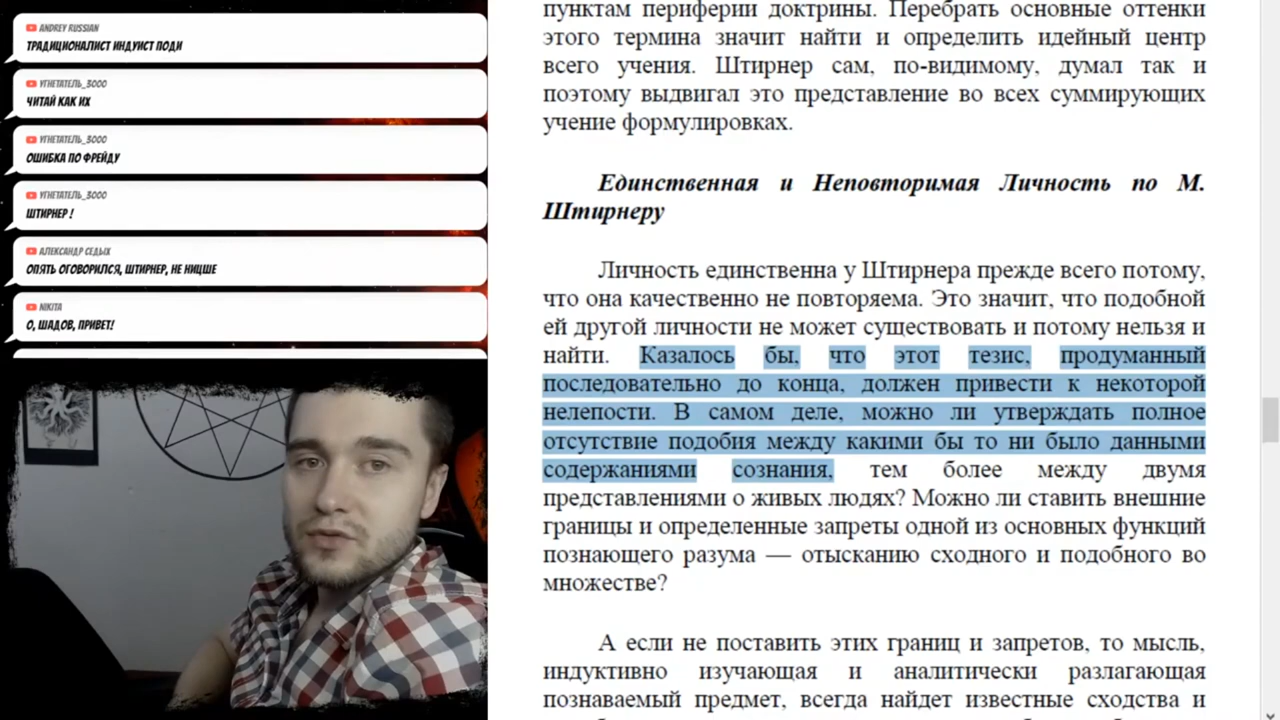 ANDREY RUSSIAN
ТРАДИЦИОНАЛИСТ ИНДУИСТ ПОДИ
УГНЕТАТЕЛЬ_3000
ЧИТАЙ КАК ИХ
УГНЕТАТЕЛЬ_3000
ОШИБКА ПО ФРЕЙДУ
УГНЕТАТЕЛЬ_3000
ШТИРНЕР !
АЛЕКСАНДР СЕДЫХ
ОПЯТЬ ОГОВОРИЛСЯ, ШТИРНЕР, НЕ НИЦШЕ
NIKITA
О, ШАДОВ, ПРИВЕТ!
пунктам периферии доктрины. Перебрать основные оттенки
этого термина значит найти и определить идейный центр
всего учения. Штирнер сам, по-видимому, думал так и
поэтому выдвигал это представление во всех суммирующих
учение формулировках.
Единственная и Неповторимая Личность по М.
Штирнеру
Личность единственна у Штирнера прежде всего потому,
что она качественно не повторяема. Это значит, что подобной
ей другой личности не может существовать и потому нельзя и
найти. Казалось бы, что этот тезис, продуманный
последовательно до конца, должен привести к некоторой
нелепости. В самом деле, можно ли утверждать полное
отсутствие подобия между какими бы то ни было данными
содержаниями сознания, тем более между двумя
представлениями о живых людях? Можно ли ставить внешние
границы и определенные запреты одной из основных функций
познающего разума — отысканию сходного и подобного во
множестве?
А если не поставить этих границ и запретов, то мысль,
индуктивно изучающая и аналитически разлагающая
познаваемый предмет, всегда найдет известные сходства и